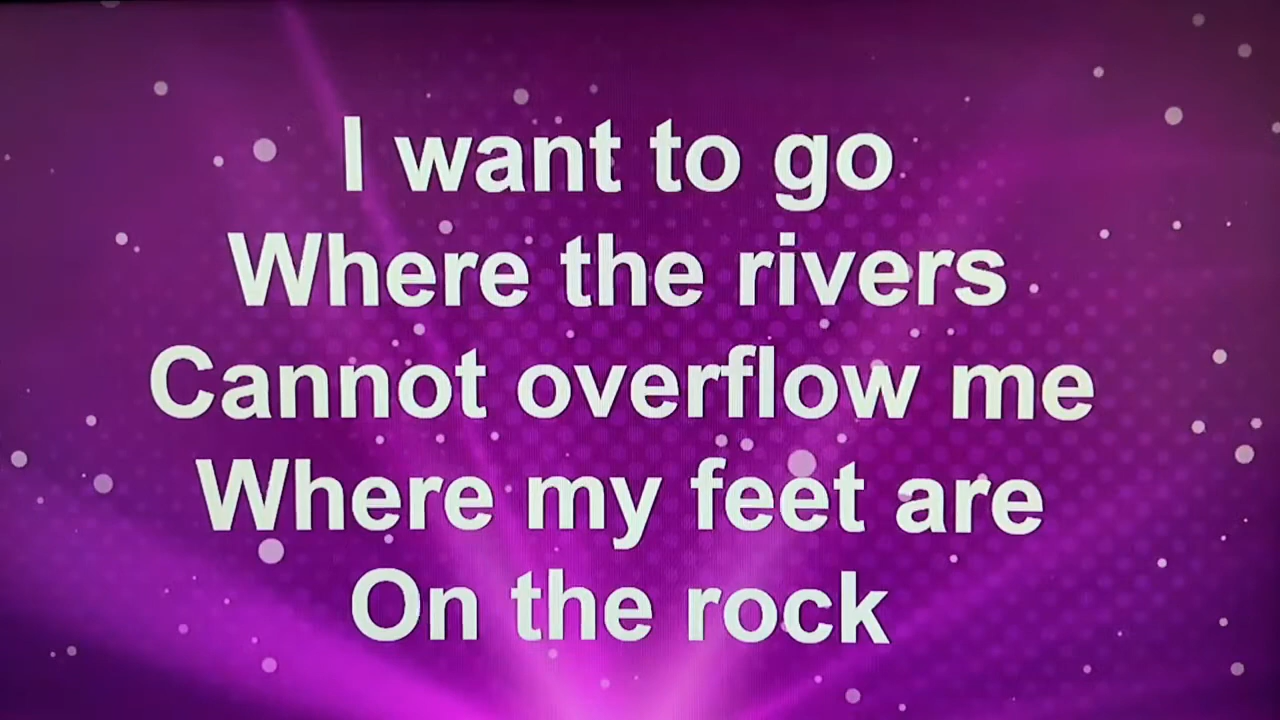 I want to go
Where the rivers
Cannot overflow me
Where my feet are
On the rock